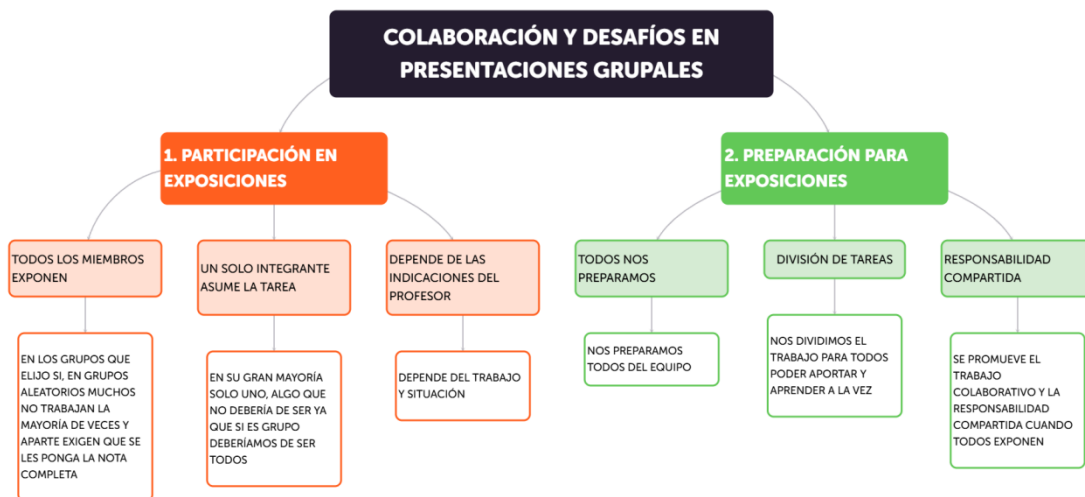 COLABORACIÓN Y DESAFÍOS EN
PRESENTACIONES GRUPALES
1. PARTICIPACIÓN EN
EXPOSICIONES
2. PREPARACIÓN PARA
EXPOSICIONES
TODOS LOS MIEMBROS
EXPONEN
UN SOLO INTEGRANTE
ASUME LA TAREA
DEPENDE DE LAS
INDICACIONES DEL
PROFESOR
TODOS NOS
PREPARAMOS
DIVISIÓN DE TAREAS
RESPONSABILIDAD
COMPARTIDA
EN LOS GRUPOS QUE
ELIJO SI, EN GRUPOS
ALEATORIOS MUCHOS
NO TRABAJAN LA
MAYORÍA DE VECES Y
APARTE EXIGEN QUE SE
LES PONGA LA NOTA
COMPLETA
EN SU GRAN MAYORÍA
SOLO UNO, ALGO QUE
NO DEBERÍA DE SER YA
QUE SI ES GRUPO
DEBERÍAMOS DE SER
TODOS
DEPENDE DEL TRABAJO
Y SITUACIÓN
NOS PREPARAMOS
TODOS DEL EQUIPO
NOS DIVIDIMOS EL
TRABAJO PARA TODOS
PODER APORTAR Y
APRENDER A LA VEZ
SE PROMUEVE EL
TRABAJO
COLABORATIVO Y LA
RESPONSABILIDAD
COMPARTIDA CUANDO
TODOS EXPONEN